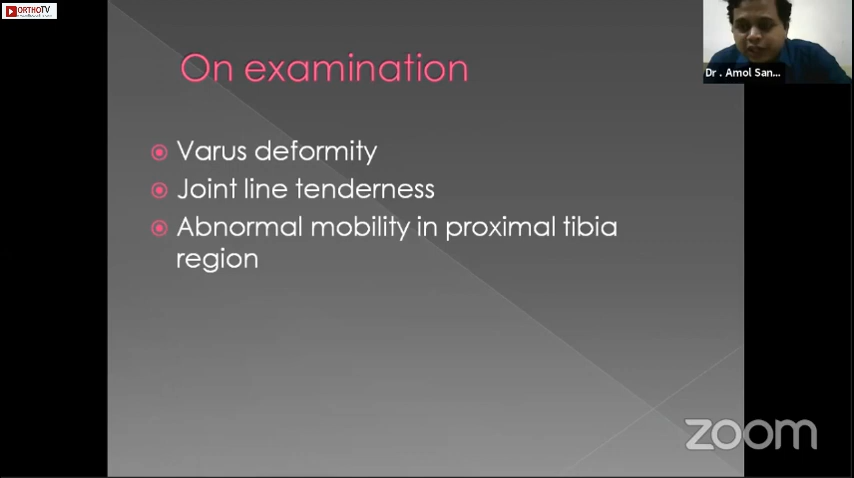 ORTHOTV
On examination
Dr . Amol San...
Varus deformity
Joint line tenderness
Abnormal mobility in proximal tibia
region
zoom